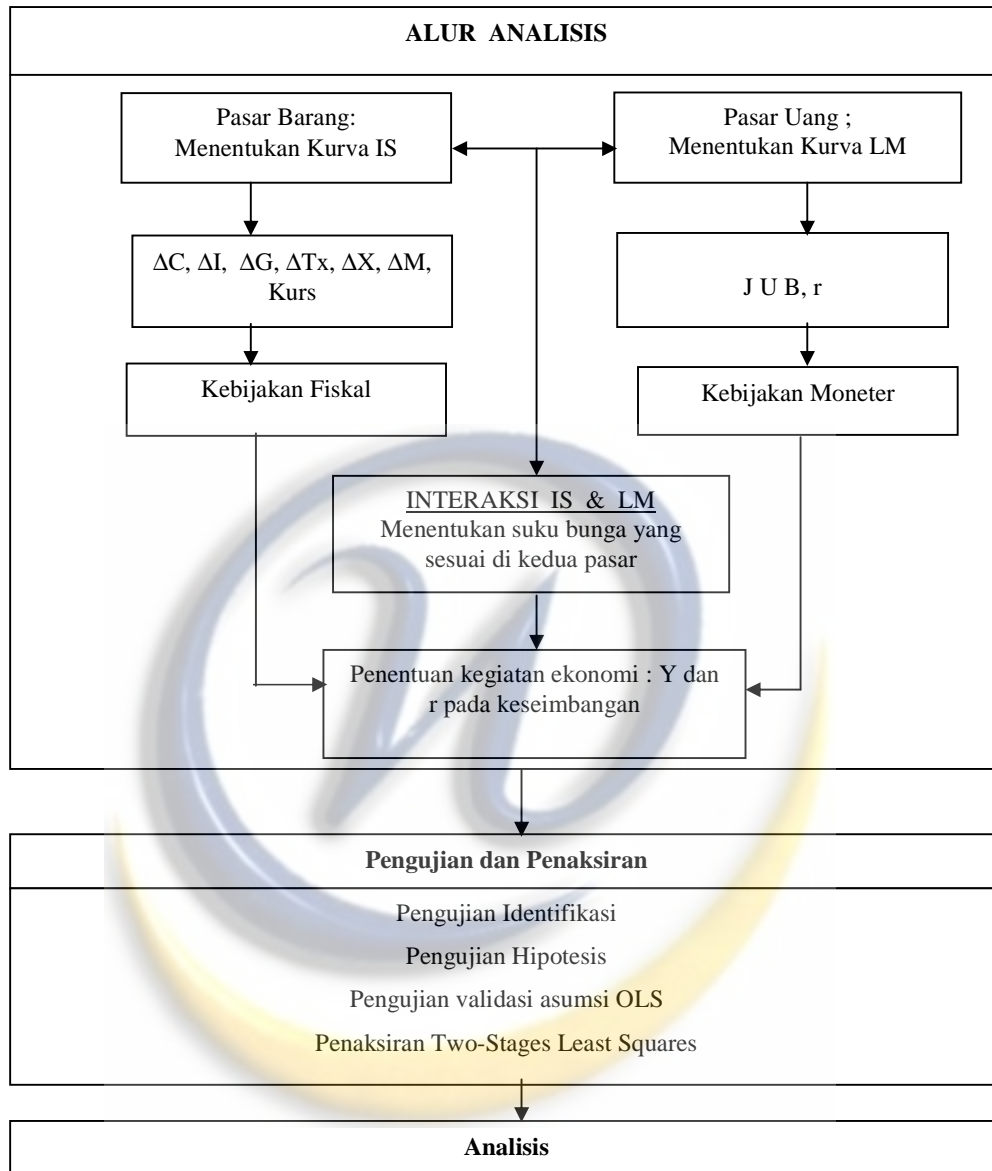 ALUR ANALISIS
Pasar Barang:
Menentukan Kurva IS
Pasar Uang ;
Menentukan Kurva LM
ΔC, ΔI, ΔG, ΔTx, ΔX, ΔM,
Kurs
J U B, r
Kebijakan Fiskal
Kebijakan Moneter
INTERAKSI IS & LM
Menentukan suku bunga yang
sesuai di kedua pasar
Penentuan kegiatan ekonomi : Y dan
r pada keseimbangan
Pengujian dan Penaksiran
Pengujian Identifikasi
Pengujian Hipotesis
Pengujian validasi asumsi OLS
Penaksiran Two-Stages Least Squares
Analisis